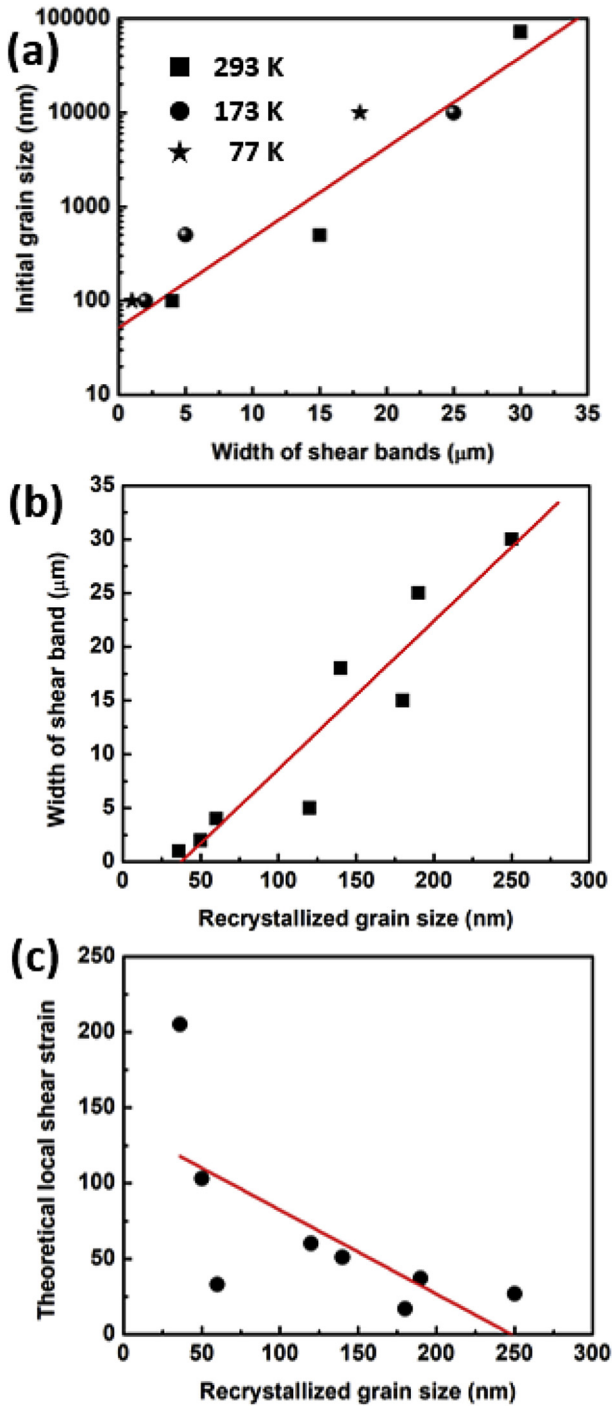 (a)
100000
10000
1000
100
10
Initial grain size (nm)
293 K
173 K
77 K
0 5 10 15 20 25 30 35
Width of shear bands (μm)
(b)
35
30
25
20
15
10
5
0
Width of shear band (μm)
0 50 100 150 200 250 300
Recrystallized grain size (nm)
(c)
250
200
150
100
50
0
Theoretical local shear strain
0 50 100 150 200 250 300
Recrystallized grain size (nm)